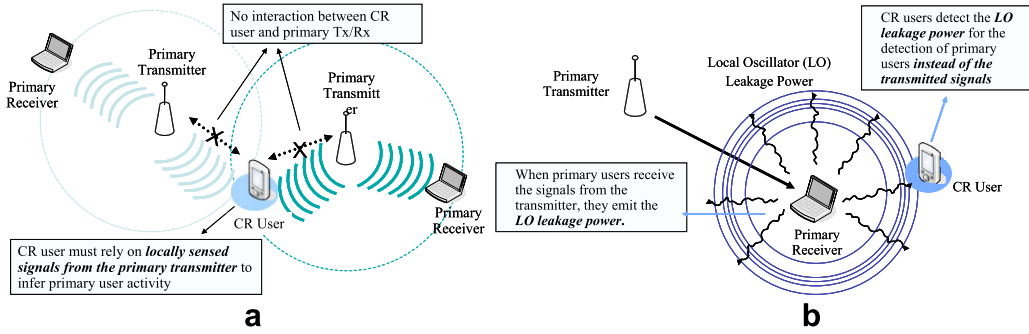 No interaction between CR
user and primary Tx/Rx
Primary
Receiver
Primary
Transmitter
Primary
Transmitt
er
CR User
Primary
Receiver
CR user must rely on locally sensed
signals from the primary transmitter to
infer primary user activity
a
CR users detect the LO
leakage power for the
detection of primary
users instead of the
transmitted signals
Primary
Transmitter
Local Oscillator (LO)
Leakage Power
When primary users receive
the signals from the
transmitter, they emit the
LO leakage power.
CR User
Primary
Receiver
b